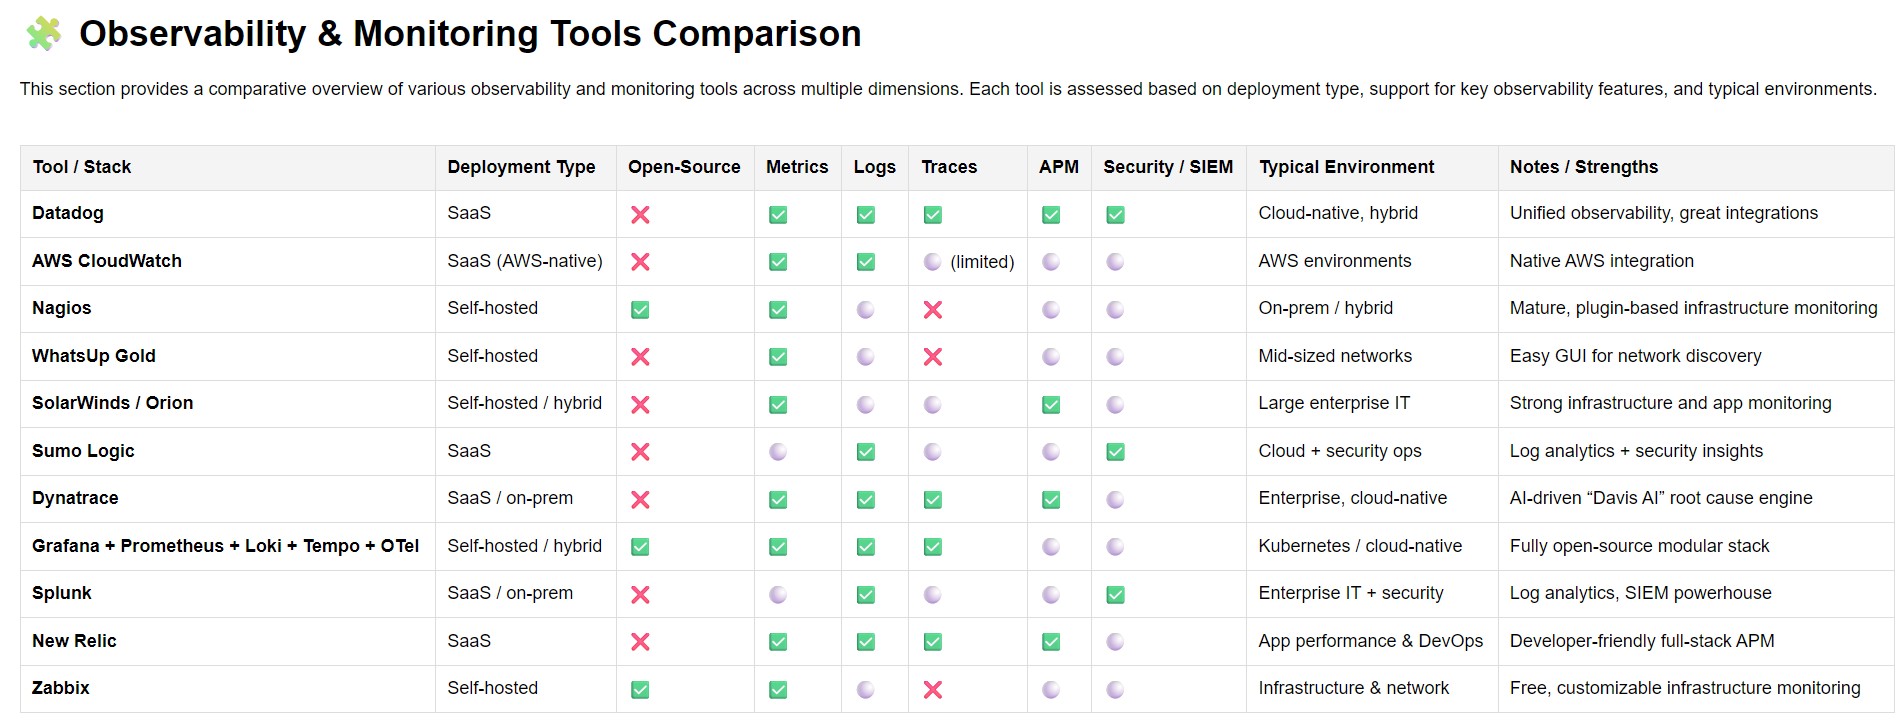 🧩 Observability & Monitoring Tools Comparison
This section provides a comparative overview of various observability and monitoring tools across multiple dimensions. Each tool is assessed based on deployment type, support for key observability features, and typical environments.
Tool / Stack Deployment Type Open-Source Metrics Logs Traces APM Security / SIEM Typical Environment Notes / Strengths
Datadog SaaS ❌ ✅ ✅ ✅ ✅ ✅ Cloud-native, hybrid Unified observability, great integrations
AWS CloudWatch SaaS (AWS-native) ❌ ✅ ✅ ⚪ (limited) ⚪ ⚪ AWS environments Native AWS integration
Nagios Self-hosted ✅ ✅ ⚪ ❌ ⚪ ⚪ On-prem / hybrid Mature, plugin-based infrastructure monitoring
WhatsUp Gold Self-hosted ❌ ✅ ⚪ ❌ ⚪ ⚪ Mid-sized networks Easy GUI for network discovery
SolarWinds / Orion Self-hosted / hybrid ❌ ✅ ⚪ ⚪ ✅ ⚪ Large enterprise IT Strong infrastructure and app monitoring
Sumo Logic SaaS ❌ ⚪ ✅ ⚪ ⚪ ✅ Cloud + security ops Log analytics + security insights
Dynatrace SaaS / on-prem ❌ ✅ ✅ ✅ ✅ ⚪ Enterprise, cloud-native AI-driven “Davis AI” root cause engine
Grafana + Prometheus + Loki + Tempo + OTel Self-hosted / hybrid ✅ ✅ ✅ ✅ ⚪ ⚪ Kubernetes / cloud-native Fully open-source modular stack
Splunk SaaS / on-prem ❌ ⚪ ✅ ⚪ ⚪ ✅ Enterprise IT + security Log analytics, SIEM powerhouse
New Relic SaaS ❌ ✅ ✅ ✅ ✅ ⚪ App performance & DevOps Developer-friendly full-stack APM
Zabbix Self-hosted ✅ ✅ ⚪ ❌ ⚪ ⚪ Infrastructure & network Free, customizable infrastructure monitoring